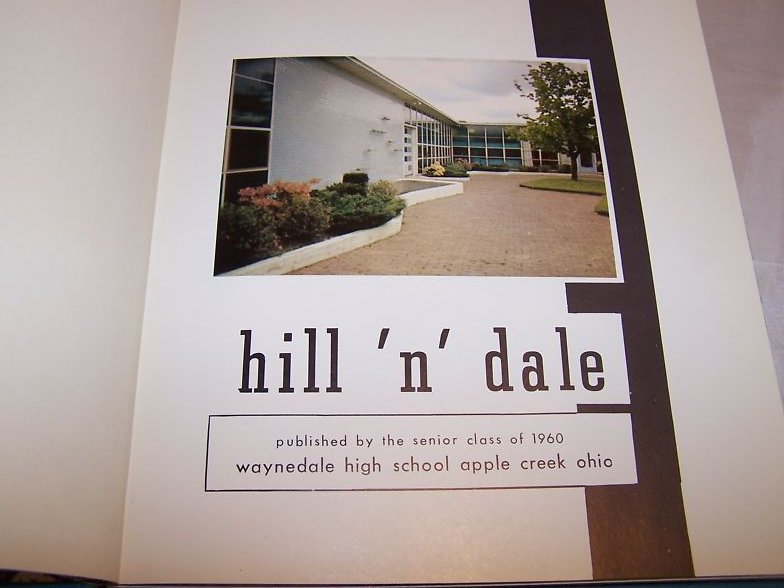 hill 'n' dale
published by the senior class of 1960
waynedale high school apple creek ohio